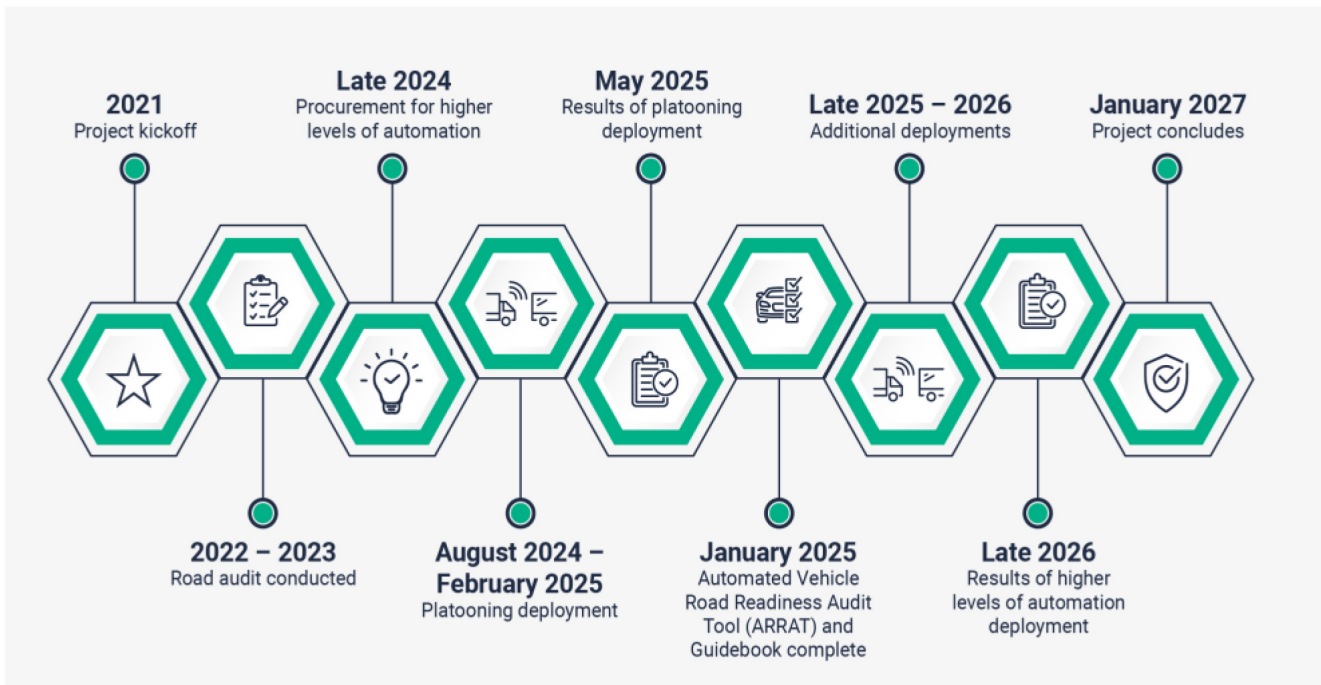 2021
Project kickoff
2022 – 2023
Road audit conducted
Late 2024
Procurement for higher
levels of automation
August 2024 –
February 2025
Platooning deployment
May 2025
Results of platooning
deployment
January 2025
Automated Vehicle
Road Readiness Audit
Tool (ARRAT) and
Guidebook complete
Late 2025 – 2026
Additional deployments
Late 2026
Results of higher
levels of automation
deployment
January 2027
Project concludes